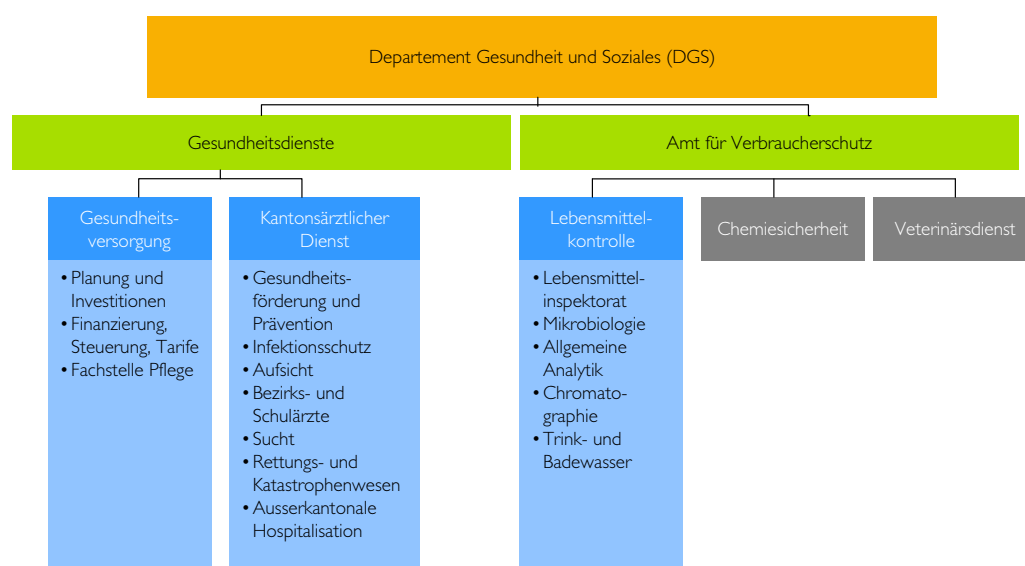 Departement Gesundheit und Soziales (DGS)
Gesundheitsdienste
Amt für Verbraucherschutz
Gesundheits-
versorgung
• Planung und
Investitionen
• Finanzierung,
Steuerung, Tarife
• Fachstelle Pflege
Kantonsärztlicher
Dienst
• Gesundheits-
förderung und
Prävention
• Infektionsschutz
• Aufsicht
• Bezirks- und
Schulärzte
• Sucht
• Rettungs- und
Katastrophenwesen
• Ausserkantonale
Hospitalisation
Lebensmittel-
kontrolle
• Lebensmittel-
inspektorat
• Mikrobiologie
• Allgemeine
Analytik
• Chromato-
graphie
• Trink- und
Badewasser
Chemiesicherheit
Veterinärsdienst